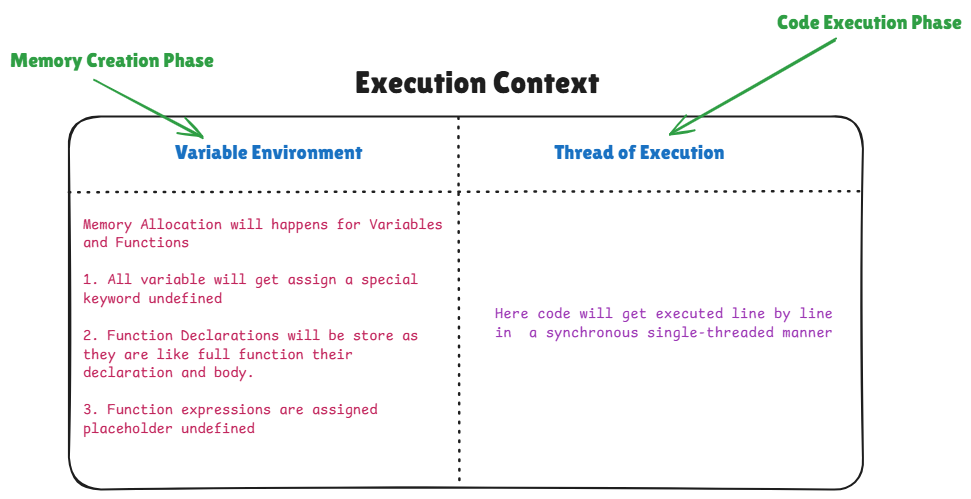 Code Execution Phase
Memory Creation Phase
Execution Context
Variable Environment
Thread of Execution
Memory Allocation will happens for Variables
and Functions
1. All variable will get assign a special
keyword undefined
2. Function Declarations will be store as
they are like full function their
declaration and body.
3. Function expressions are assigned
placeholder undefined
Here code will get executed line by line
in  a synchronous single-threaded manner